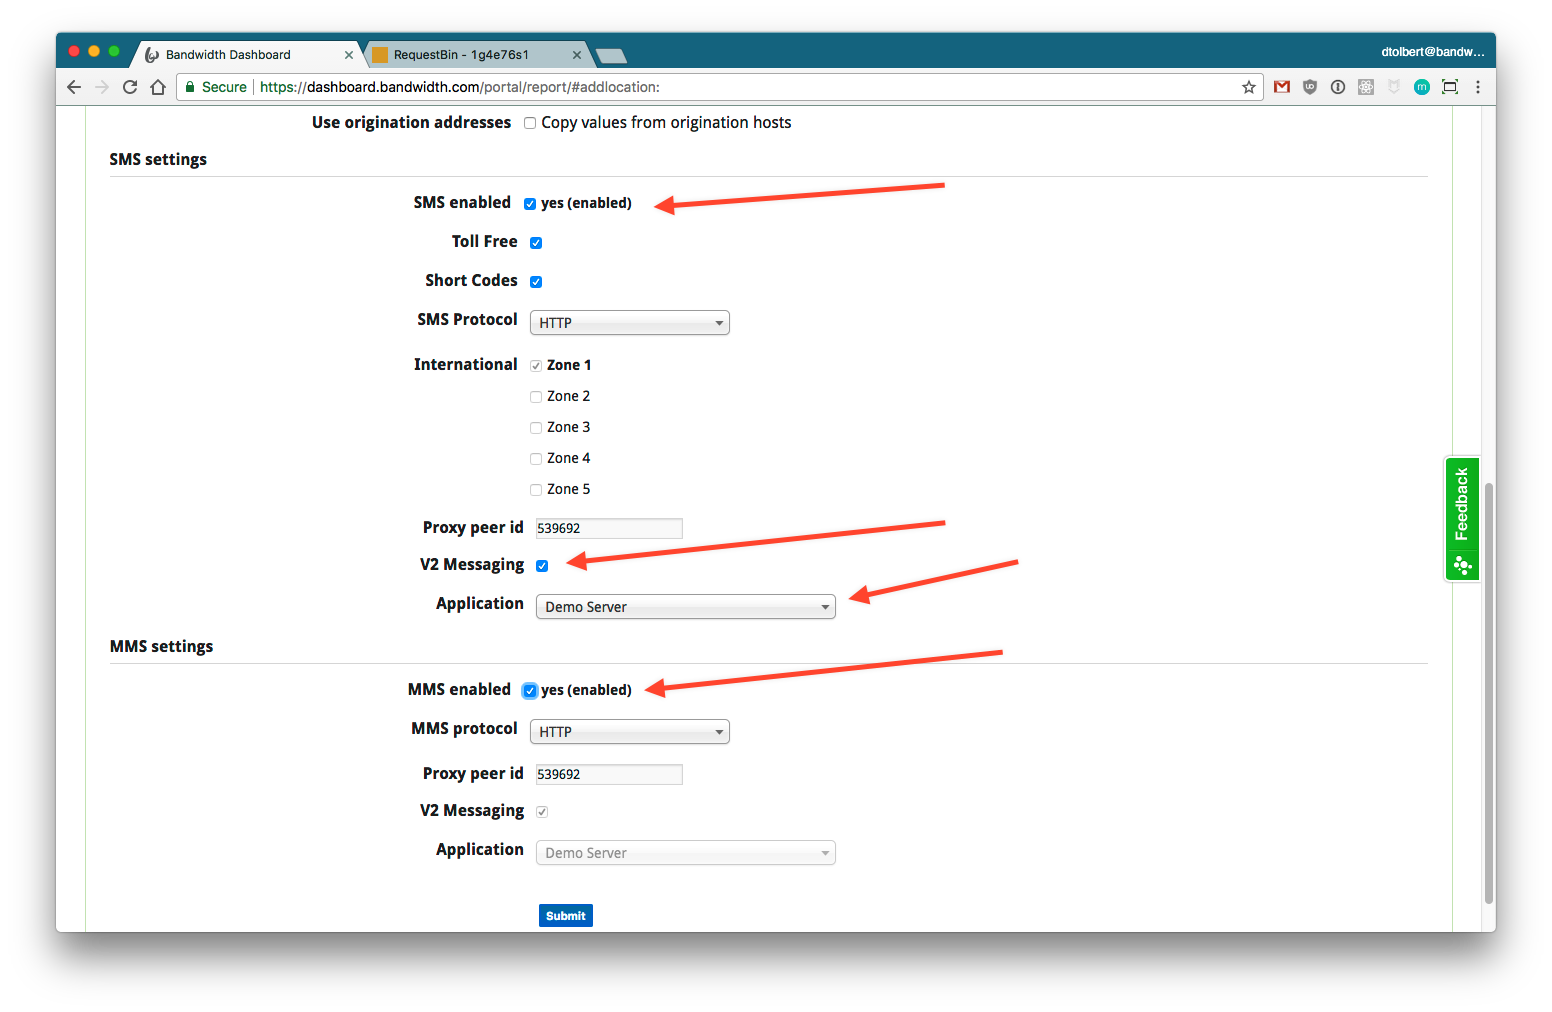 Bandwidth Dashboard
RequestBin - 1g4e76s1
dtolbert@bandw...
Secure https://dashboard.bandwidth.com/portal/report/#addlocation:
Use origination addresses Copy values from origination hosts
SMS settings
SMS enabled yes (enabled)
Toll Free
Short Codes
SMS Protocol HTTP
International Zone 1
Zone 2
Zone 3
Zone 4
Zone 5
Proxy peer id 539692
V2 Messaging
Application Demo Server
MMS settings
MMS enabled yes (enabled)
MMS protocol HTTP
Proxy peer id 539692
V2 Messaging
Application Demo Server
Submit
Feedback